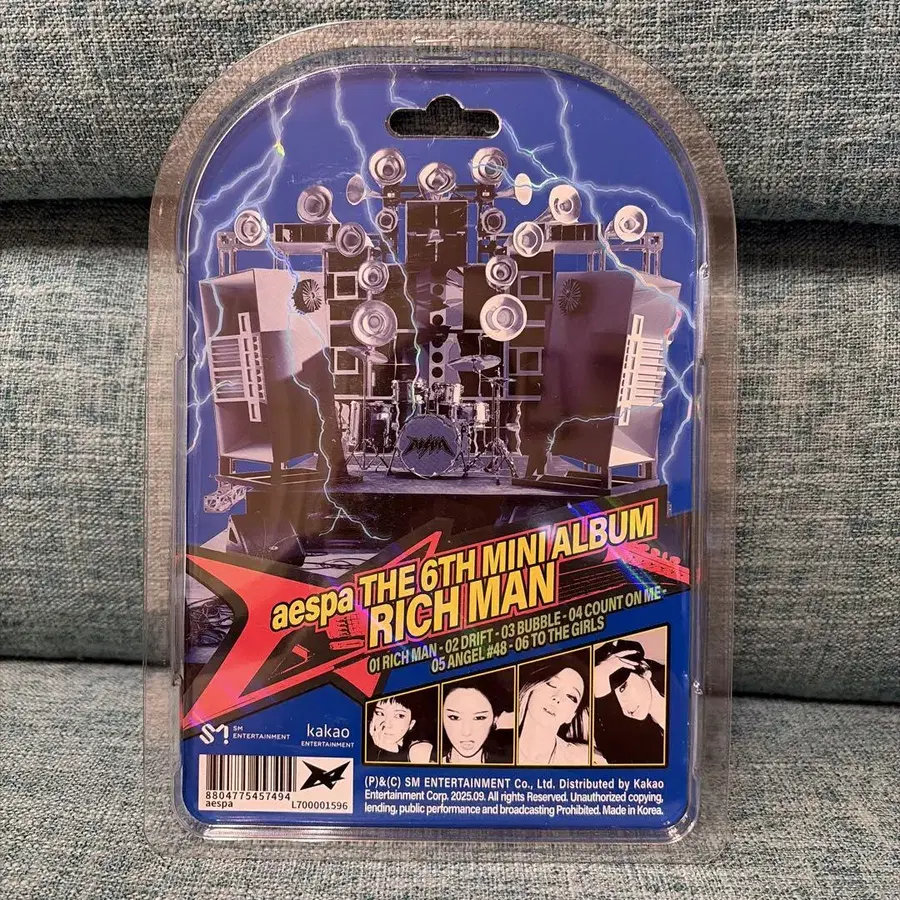 aespa
aespa THE 6TH MINI ALBUM
RICH MAN
01 RICH MAN - 02 DRIFT - 03 BUBBLE - 04 COUNT ON ME -
05 ANGEL #48 - 06 TO THE GIRLS
SM
SM
ENTERTAINMENT
kakao
ENTERTAINMENT
8804775457494
aespa L700001596
(P)&(C) SM ENTERTAINMENT Co., Ltd. Distributed by Kakao
Entertainment Corp. 2025.09. All rights Reserved. Unauthorized copying,
lending, public performance and broadcasting Prohibited. Made in Korea.